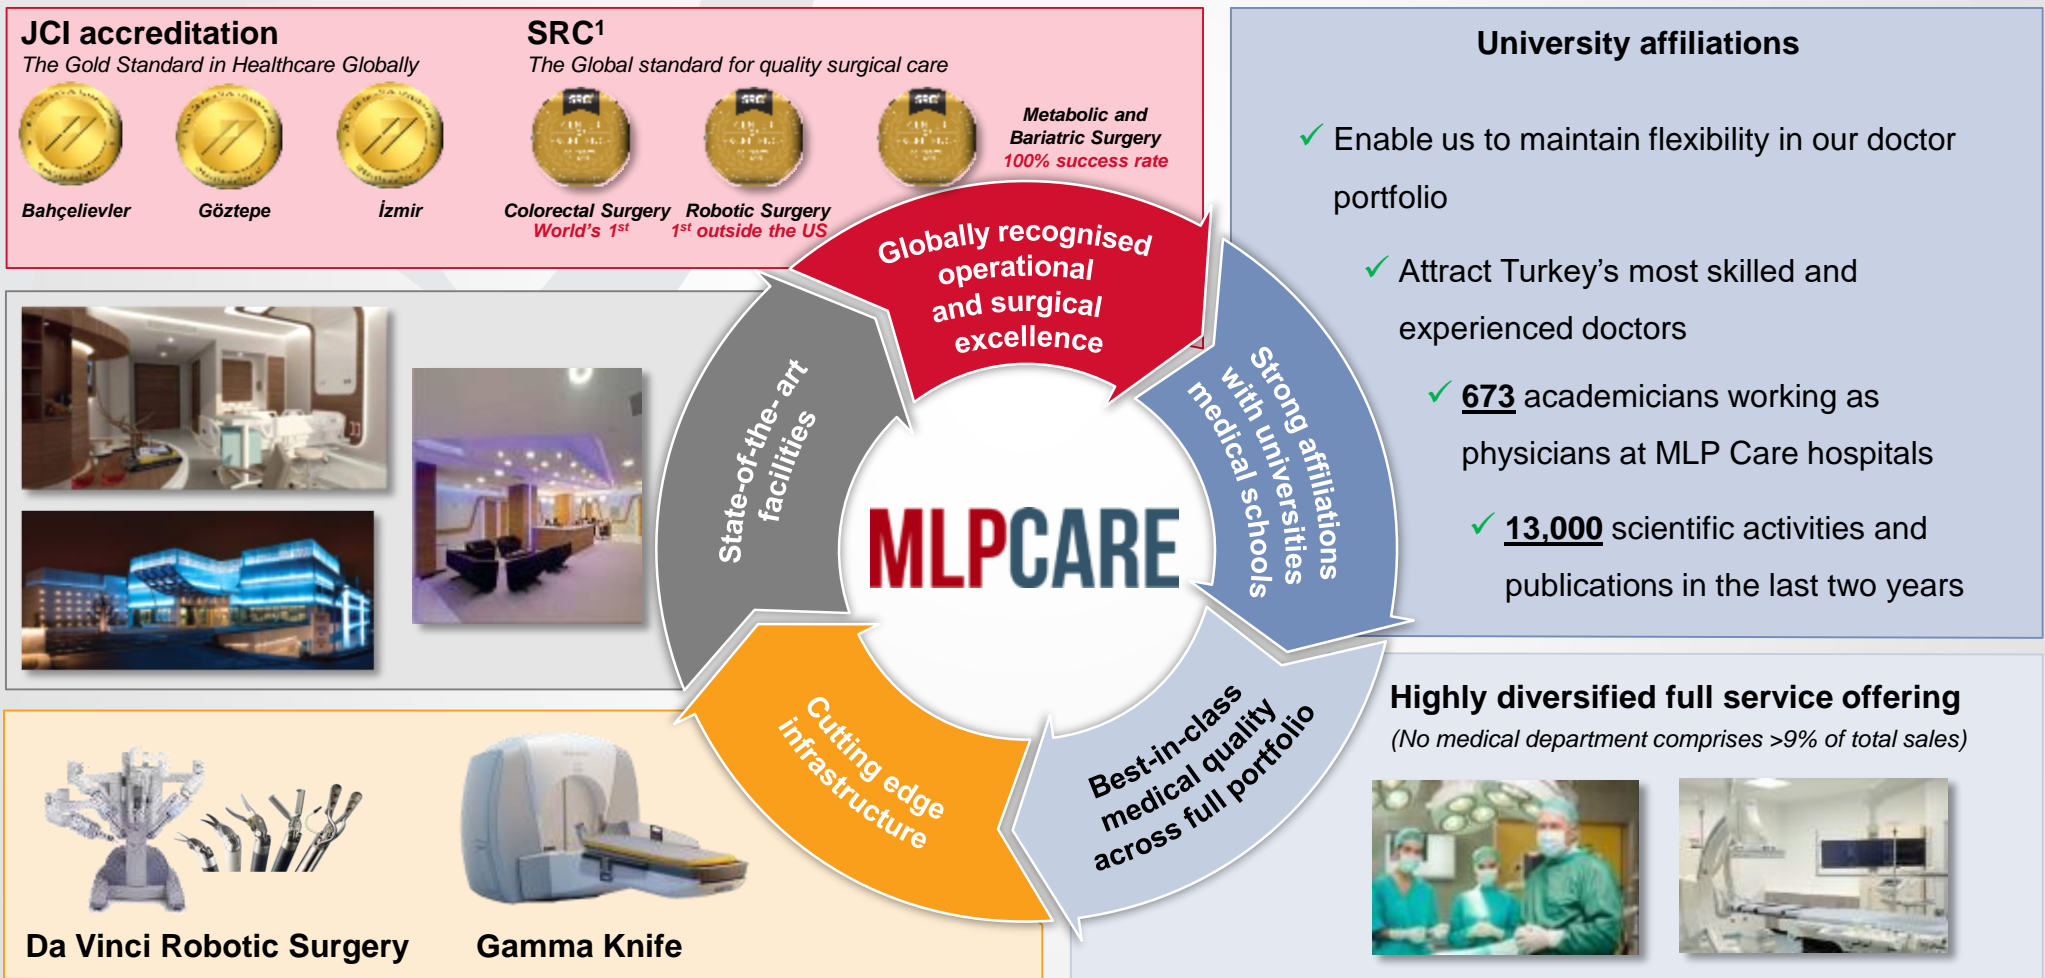 JCI accreditation
The Gold Standard in Healthcare Globally
Bahçelievler
Göztepe
İzmir
SRC¹
The Global standard for quality surgical care
SRC
SRC
SRC
Colorectal Surgery
World's 1st
Robotic Surgery
1st outside the US
Metabolic and
Bariatric Surgery
100% success rate
University affiliations
✓ Enable us to maintain flexibility in our doctor
portfolio
✓ Attract Turkey's most skilled and
experienced doctors
✓ 673 academicians working as
physicians at MLP Care hospitals
✓ 13,000 scientific activities and
publications in the last two years
Globally recognised
operational
and surgical
excellence
Strong affiliations
with universities
medical schools
Best-in-class
medical quality
across full portfolio
Cutting edge
infrastructure
State-of-the- art
facilities
MLPCARE
Highly diversified full service offering
(No medical department comprises >9% of total sales)
Da Vinci Robotic Surgery
Gamma Knife